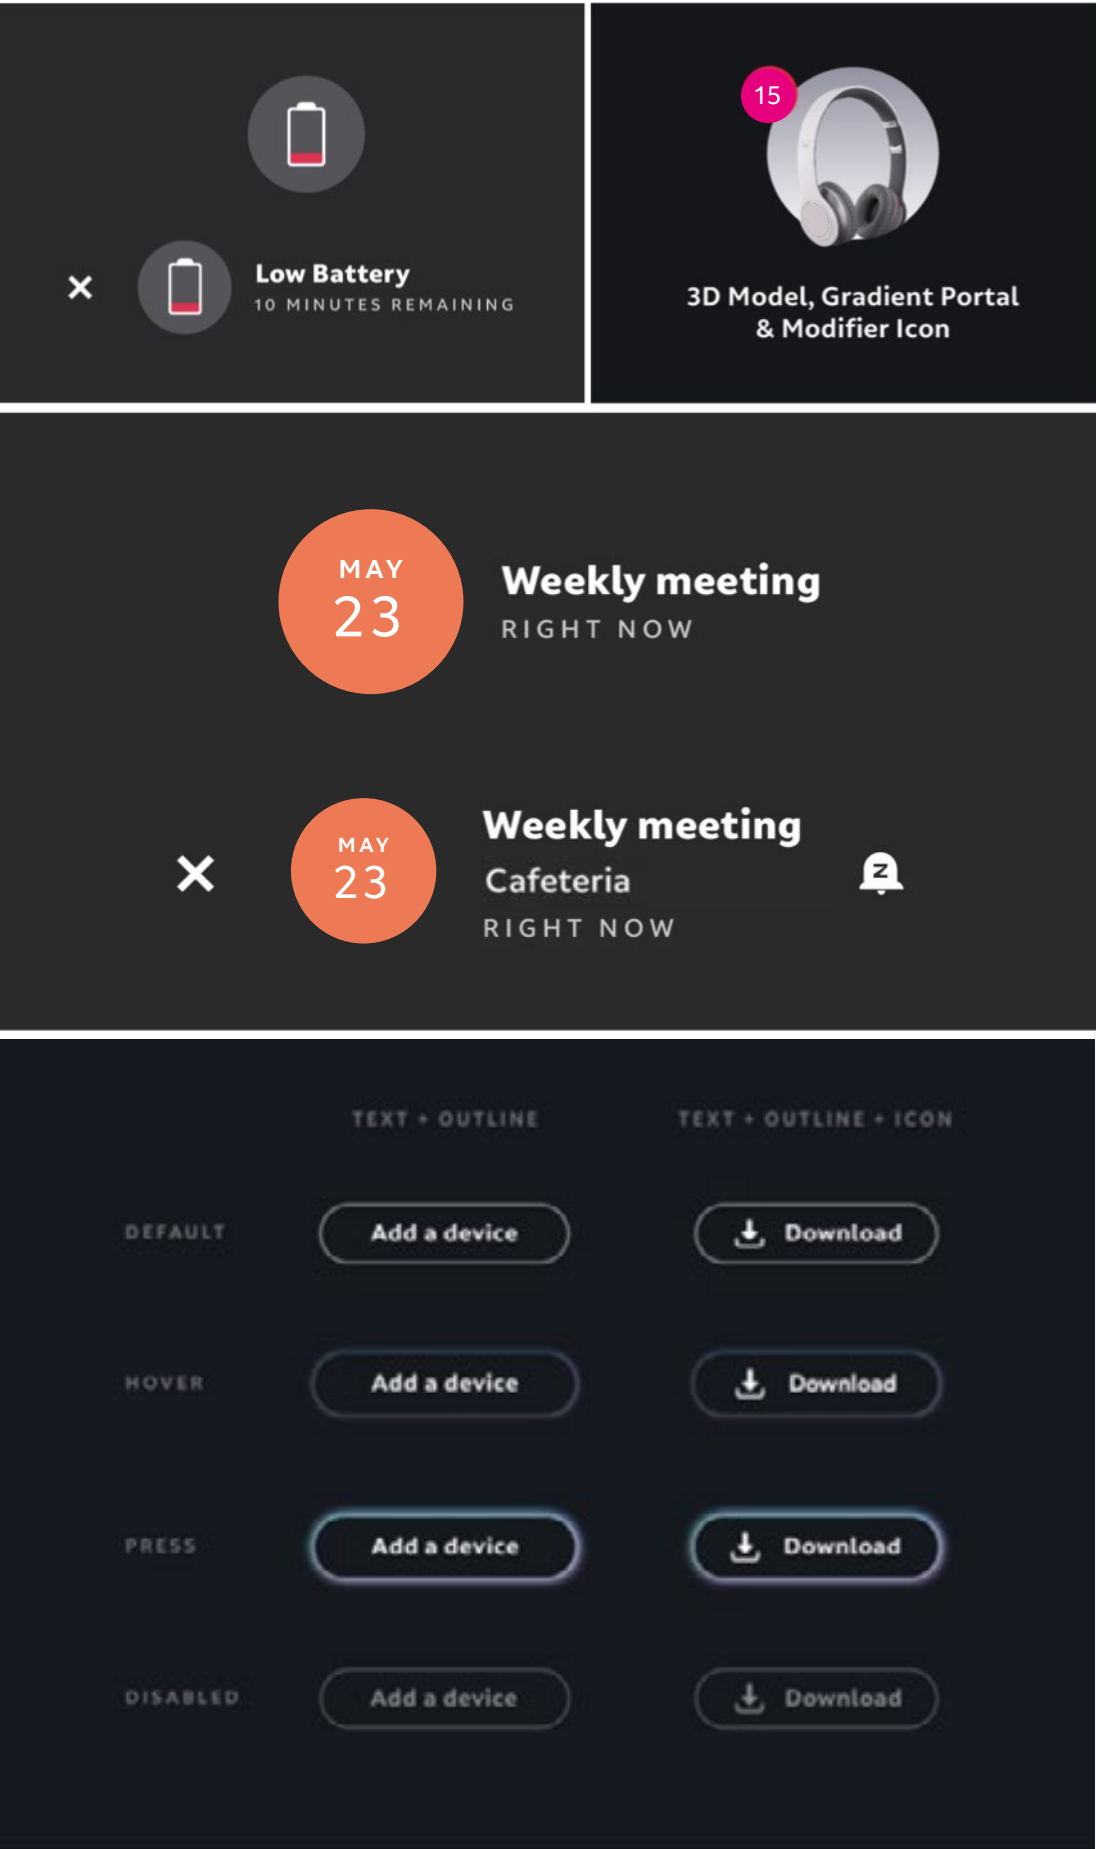 Low Battery
10 MINUTES REMAINING
15
3D Model, Gradient Portal
& Modifier Icon
MAY
23
Weekly meeting
RIGHT NOW
MAY
23
Weekly meeting
Cafeteria
RIGHT NOW
Z
TEXT + OUTLINE
TEXT + OUTLINE + ICON
DEFAULT
Add a device
Download
HOVER
Add a device
Download
PRESS
Add a device
Download
DISABLED
Add a device
Download